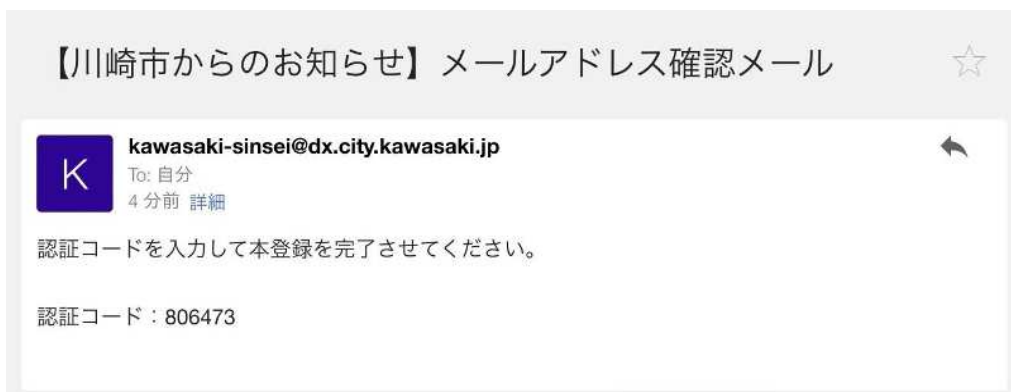 【川崎市からのお知らせ】メールアドレス確認メール
K
kawasaki-sinsei@dx.city.kawasaki.jp
To: 自分
4 分前 詳細
認証コードを入力して本登録を完了させてください。
認証コード：806473